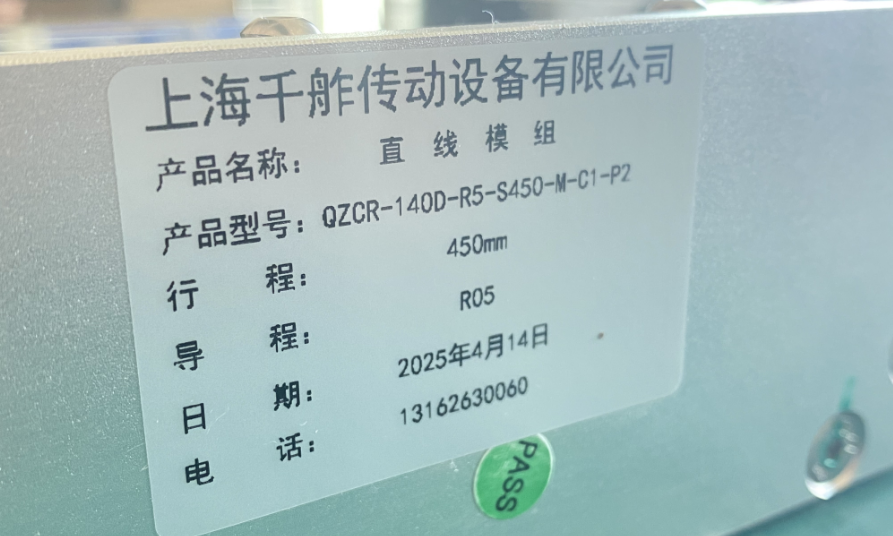 上海千舴传动设备有限公司
产品名称： 直线模组
产品型号：QZCR-140D-R5-S450-M-C1-P2
行程： 450mm
导程： R05
日期： 2025年4月14日
电话： 13162630060
PASS